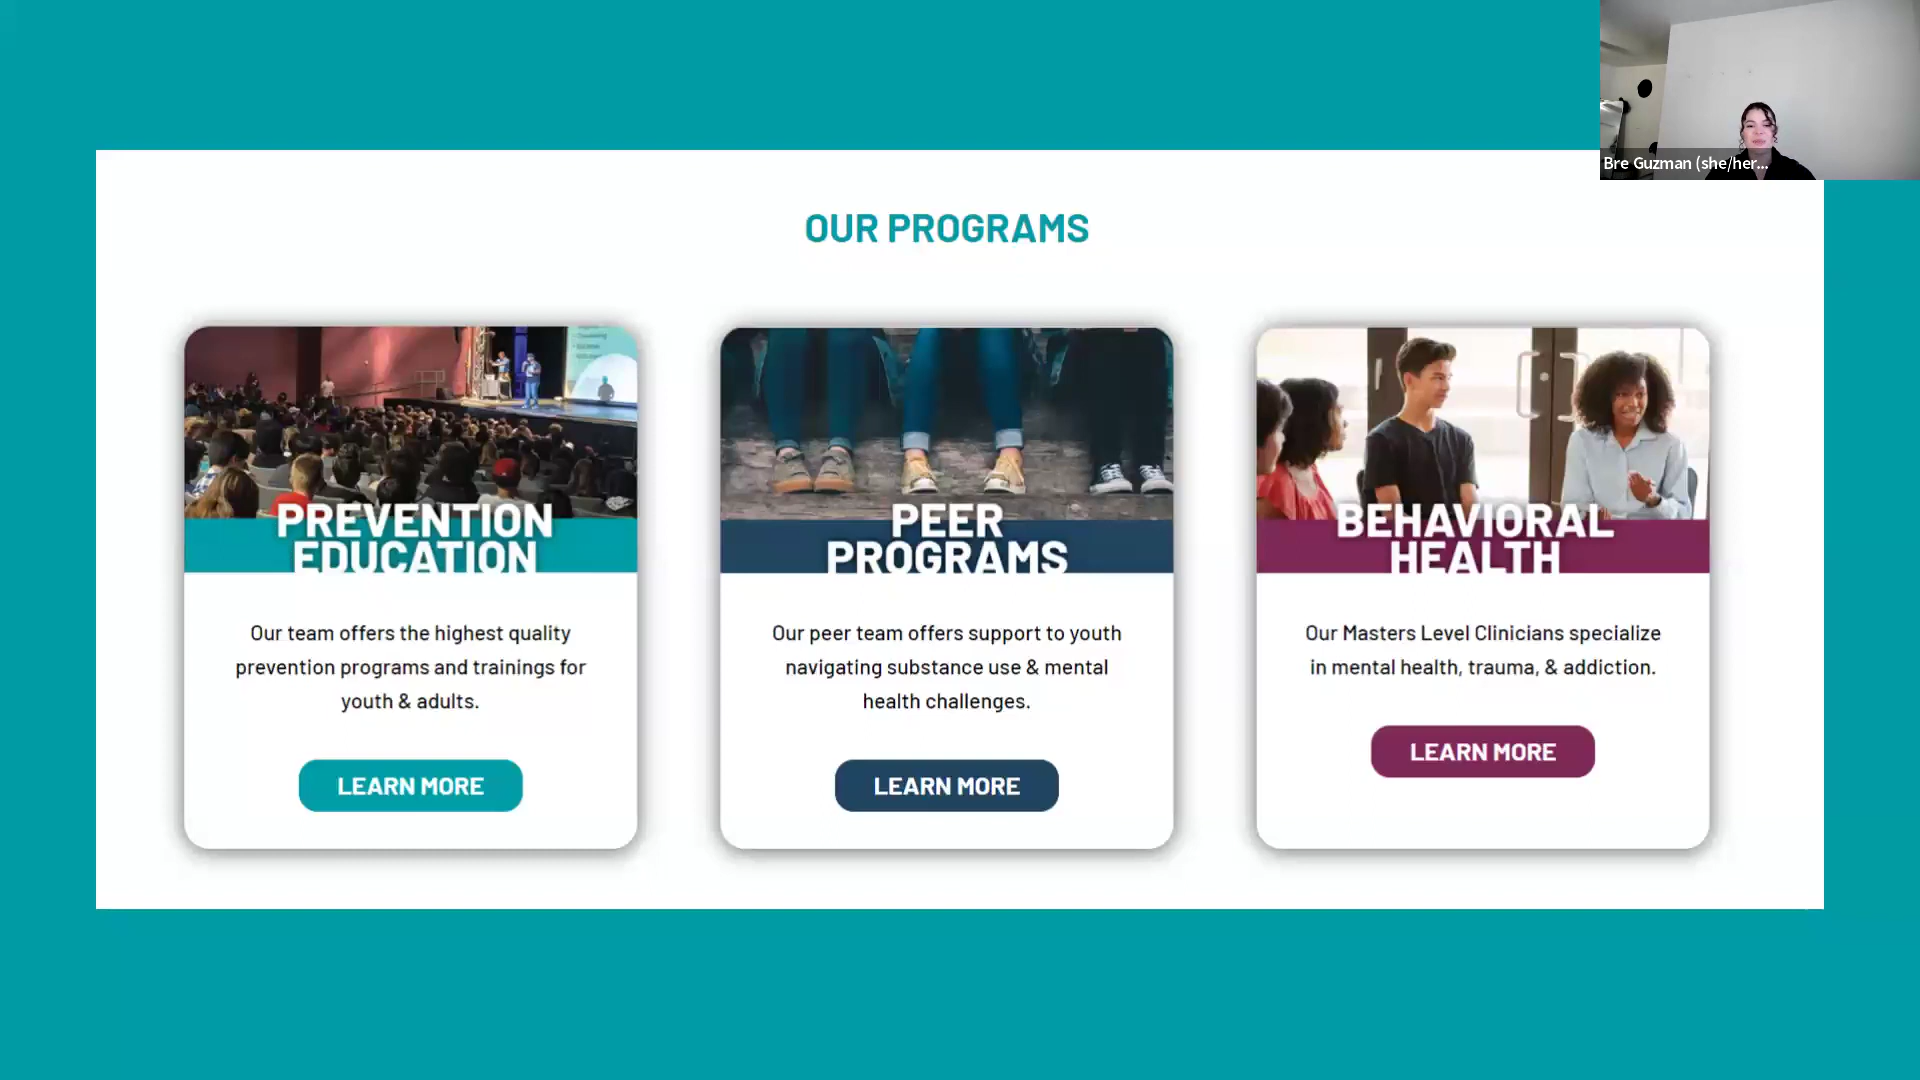 Bre Guzman (she/her...
OUR PROGRAMS
PREVENTION
EDUCATION
Our team offers the highest quality
prevention programs and trainings for
youth & adults.
LEARN MORE
PEER
PROGRAMS
Our peer team offers support to youth
navigating substance use & mental
health challenges.
LEARN MORE
BEHAVIORAL
HEALTH
Our Masters Level Clinicians specialize
in mental health, trauma, & addiction.
LEARN MORE